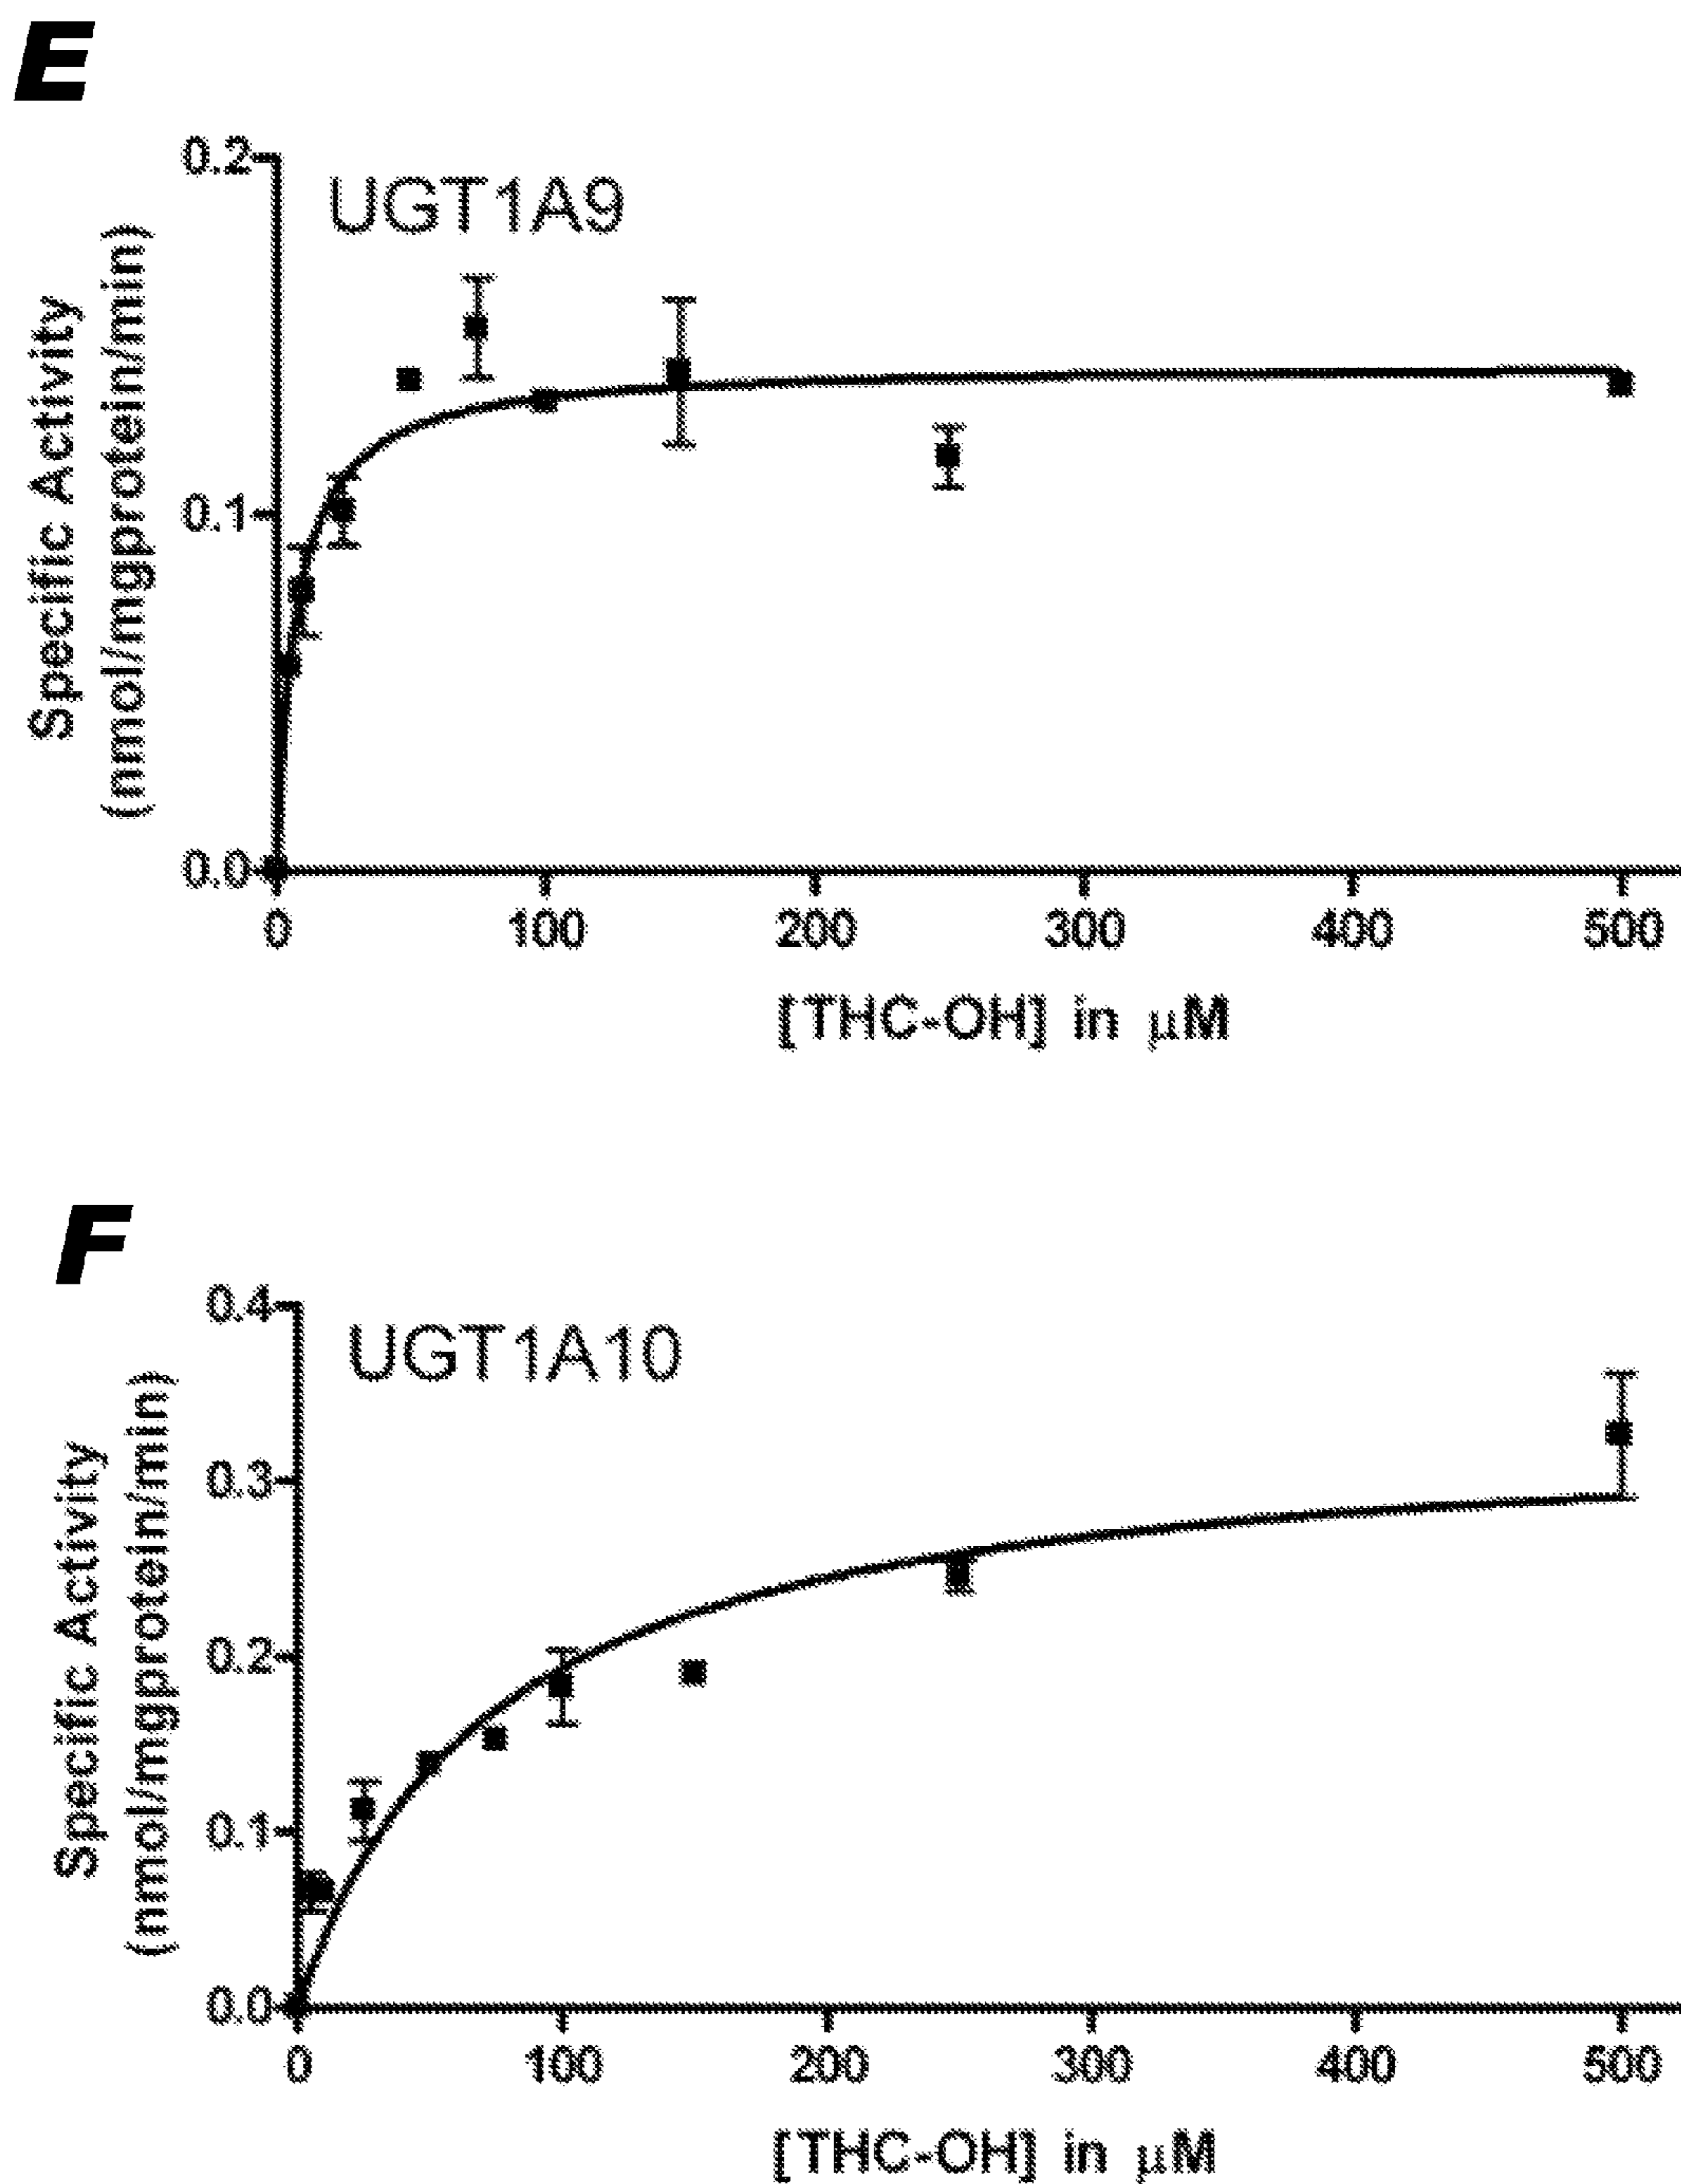 E
0.2
UGT1A9
Specific Activity
(nmol/mgprotein/min)
0.1
0.0
0 100 200 300 400 500
[THC-OH] in μM
F
0.4
UGT1A10
Specific Activity
(nmol/mgprotein/min)
0.3
0.2
0.1
0.0
0 100 200 300 400 500
[THC-OH] in μM